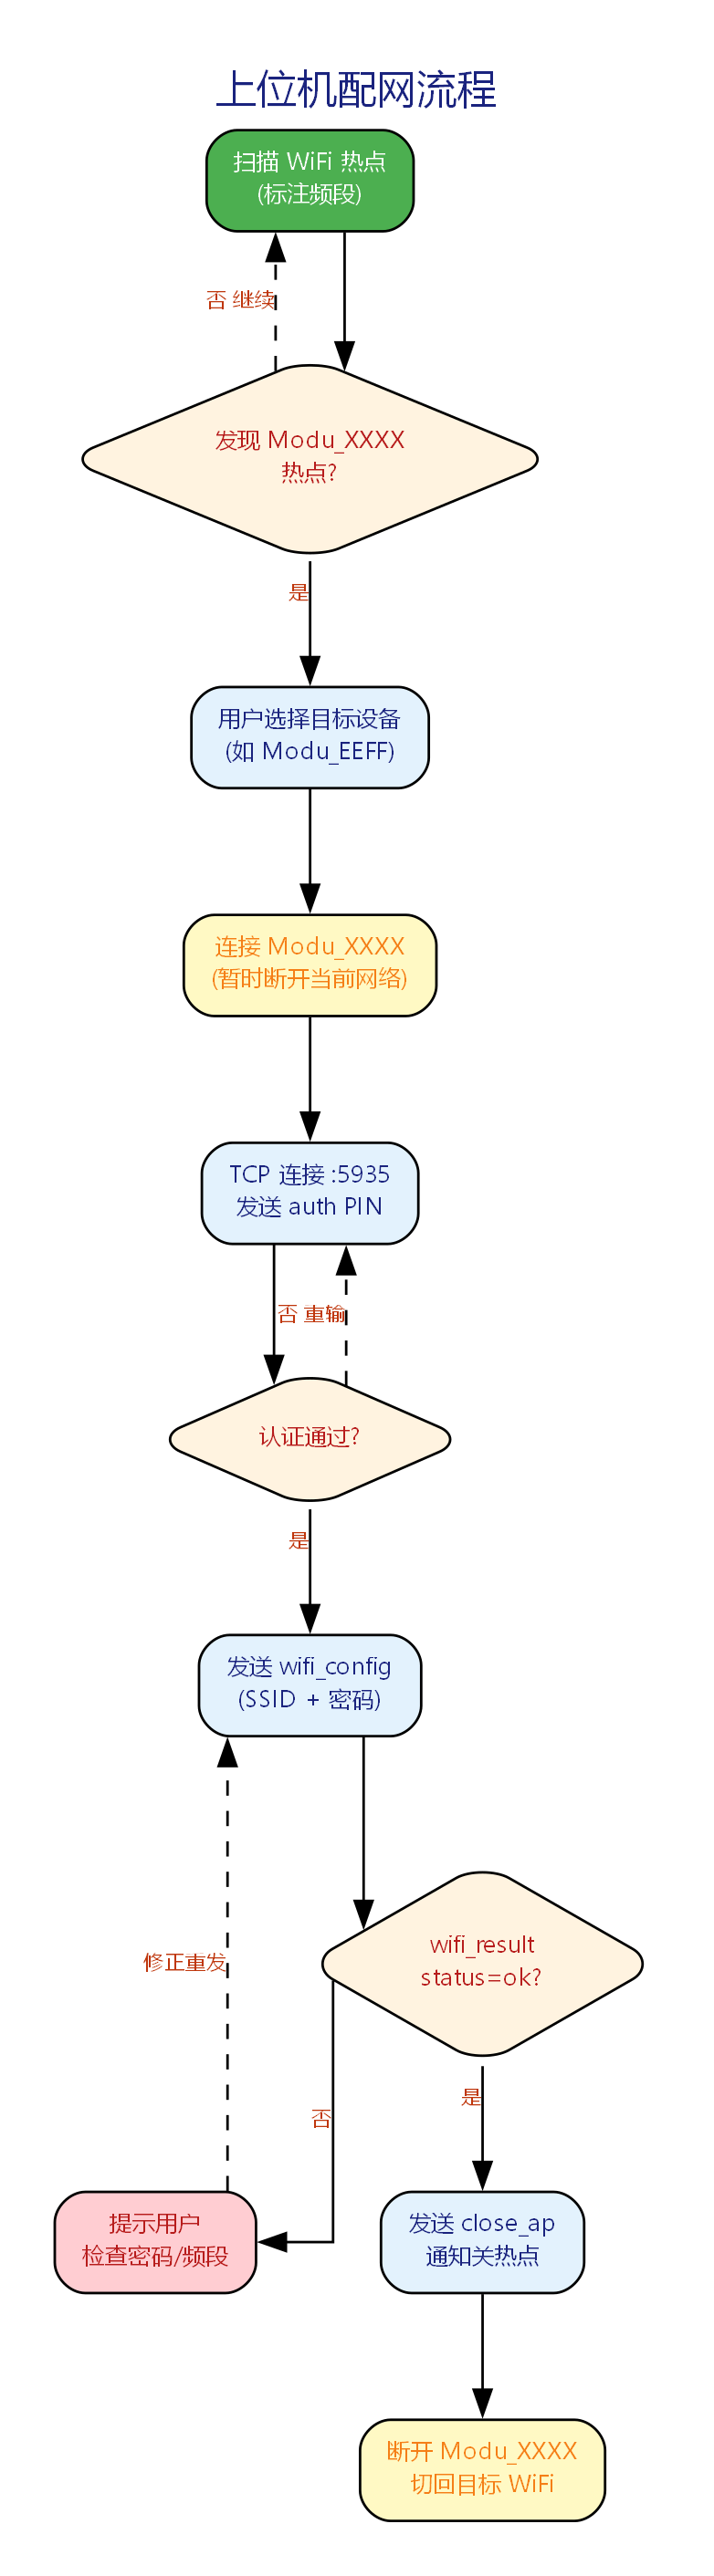 上位机配网流程
扫描 WiFi 热点
(标注频段)
否 继续
发现 Modu_XXXX
热点?
是
用户选择目标设备
(如 Modu_EEFF)
连接 Modu_XXXX
(暂时断开当前网络)
TCP 连接 :5935
发送 auth PIN
否 重输
认证通过?
是
发送 wifi_config
(SSID + 密码)
wifi_result
status=ok?
修正重发
是
否
提示用户
检查密码/频段
发送 close_ap
通知关热点
断开 Modu_XXXX
切回目标 WiFi